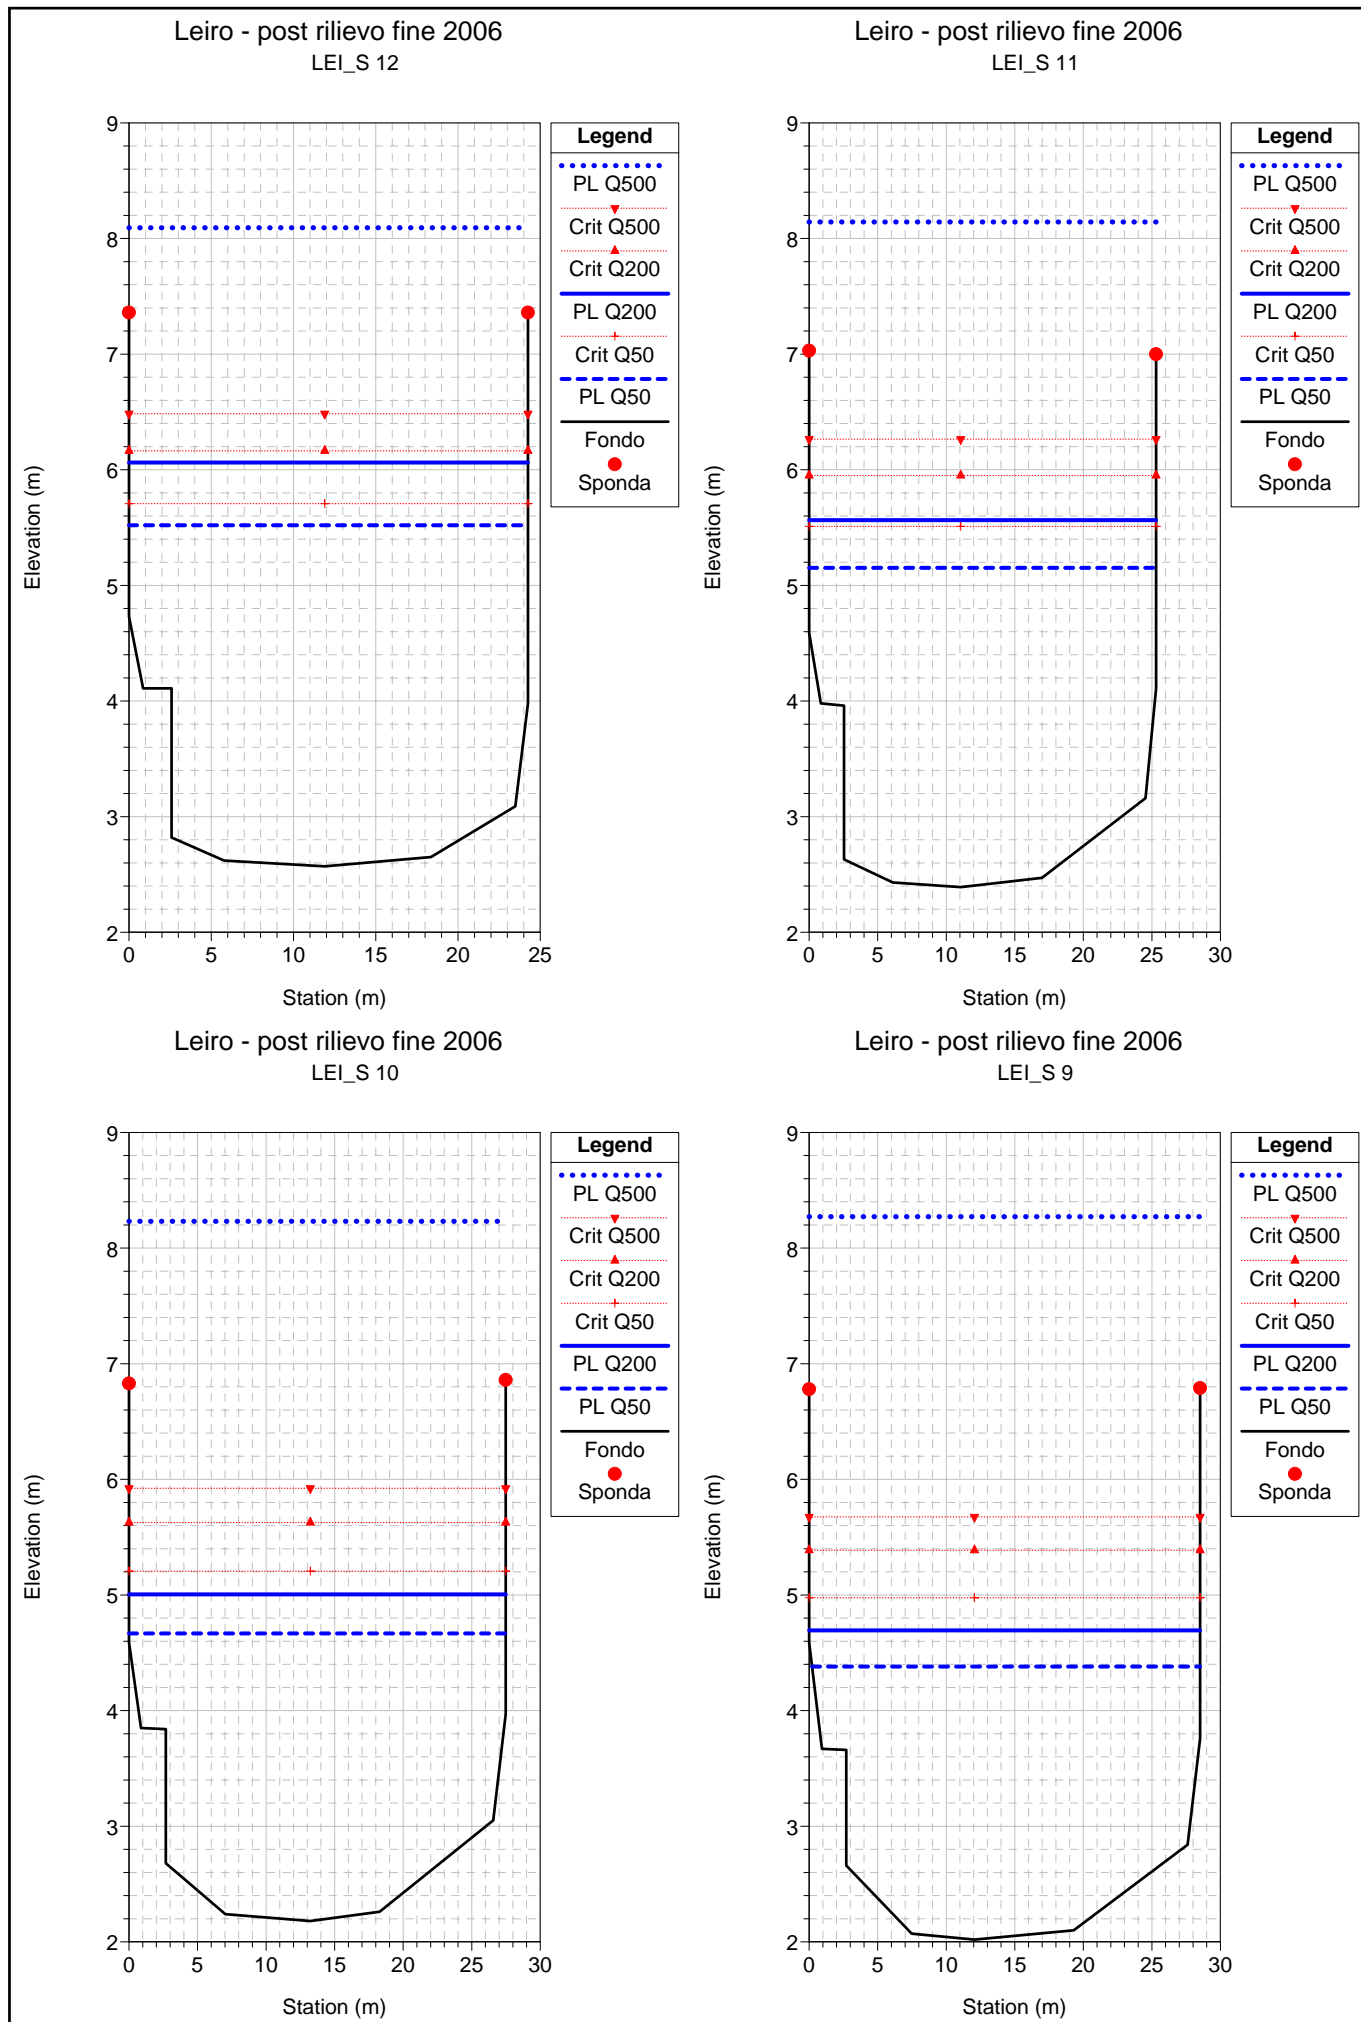 Leiro - post rilievo fine 2006
LEI_S 12
Elevation (m)
9
8
7
6
5
4
3
2
0 5 10 15 20 25
Station (m)
Legend
PL Q500
Crit Q500
Crit Q200
PL Q200
Crit Q50
PL Q50
Fondo
Sponda
Leiro - post rilievo fine 2006
LEI_S 11
Elevation (m)
9
8
7
6
5
4
3
2
0 5 10 15 20 25 30
Station (m)
Legend
PL Q500
Crit Q500
Crit Q200
PL Q200
Crit Q50
PL Q50
Fondo
Sponda
Leiro - post rilievo fine 2006
LEI_S 10
Elevation (m)
9
8
7
6
5
4
3
2
0 5 10 15 20 25 30
Station (m)
Legend
PL Q500
Crit Q500
Crit Q200
Crit Q50
PL Q200
PL Q50
Fondo
Sponda
Leiro - post rilievo fine 2006
LEI_S 9
Elevation (m)
9
8
7
6
5
4
3
2
0 5 10 15 20 25 30
Station (m)
Legend
PL Q500
Crit Q500
Crit Q200
Crit Q50
PL Q200
PL Q50
Fondo
Sponda